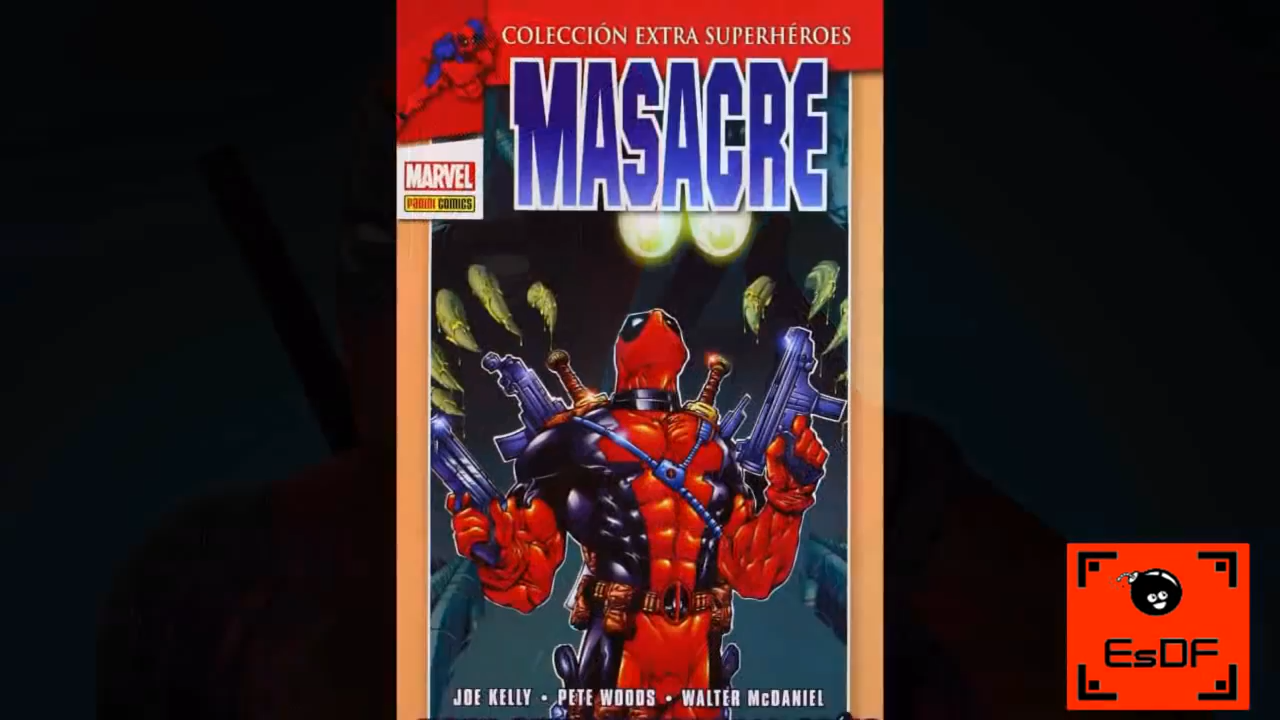 COLECCIÓN EXTRA SUPERHÉROES
MASACRE
MARVEL
PANINI COMICS
JOE KELLY • PETE WOODS • WALTER McDANIEL
EsDF